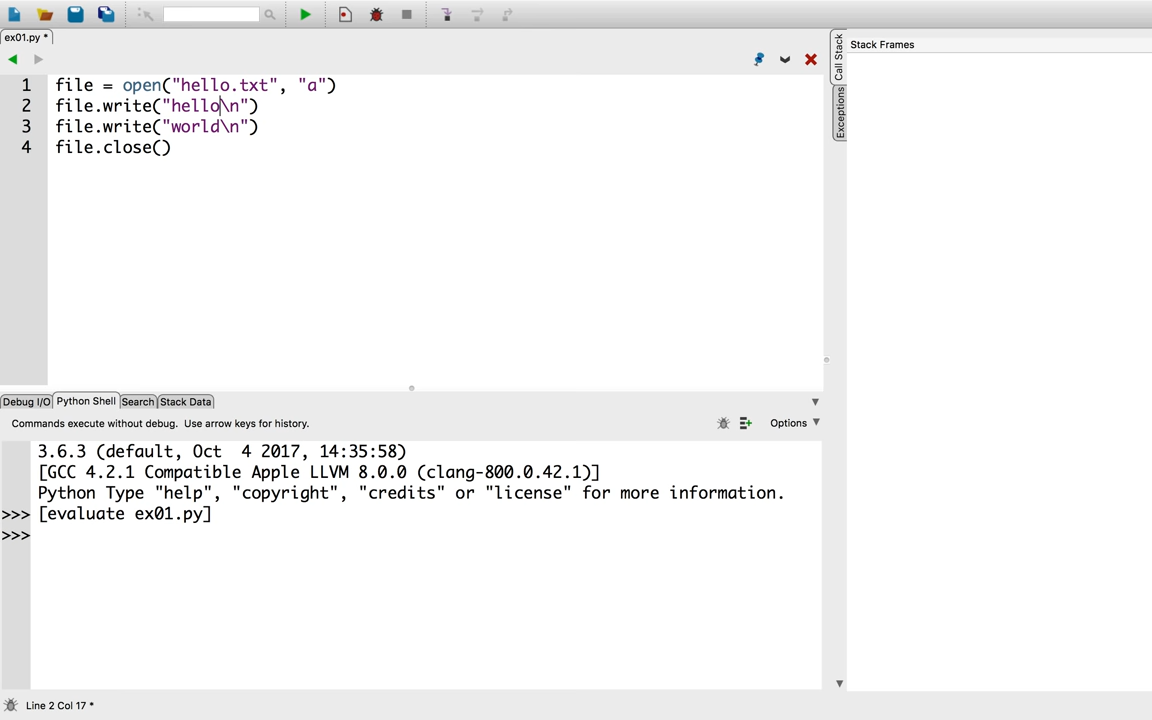 ex01.py *
Call Stack
Stack Frames
Exceptions
1 file = open("hello.txt", "a")
2 file.write("hello\n")
3 file.write("world\n")
4 file.close()
Debug I/O Python Shell Search Stack Data
Commands execute without debug. Use arrow keys for history.
Options
3.6.3 (default, Oct  4 2017, 14:35:58)
[GCC 4.2.1 Compatible Apple LLVM 8.0.0 (clang-800.0.42.1)]
Python Type "help", "copyright", "credits" or "license" for more information.
>>> [evaluate ex01.py]
>>>
Line 2 Col 17 *